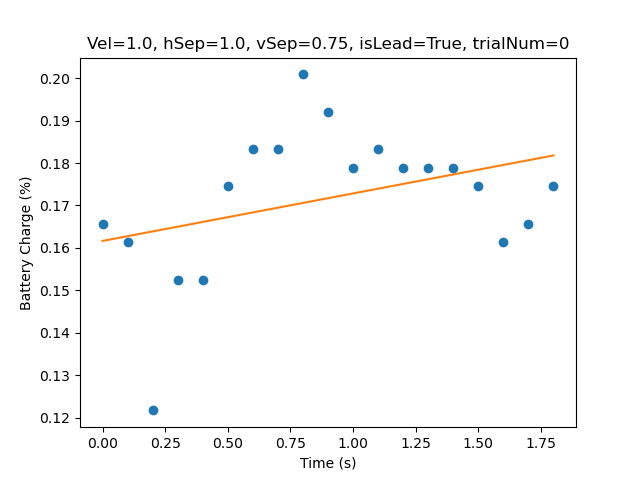 Vel=1.0, hSep=1.0, vSep=0.75, isLead=True, trialNum=0
0.20
0.19
0.18
0.17
0.16
0.15
0.14
0.13
0.12
Battery Charge (%)
0.00 0.25 0.50 0.75 1.00 1.25 1.50 1.75
Time (s)